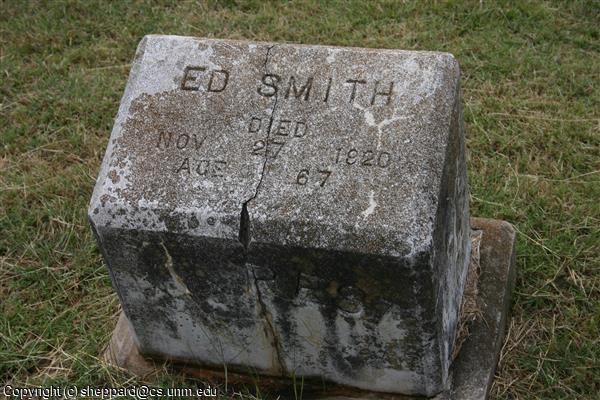 ED SMITH
DIED
NOV 27 1920
AGE 67
Copyright (c) sheppard@cs.unm.edu